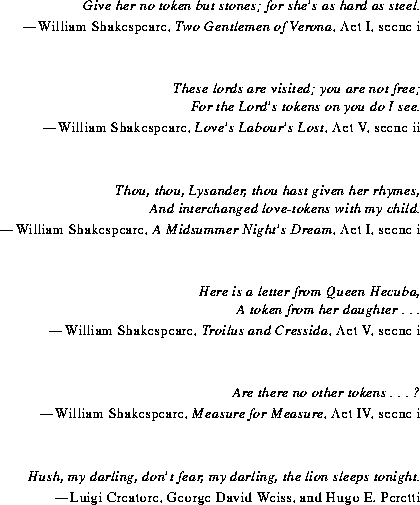 Give her no token but stones; for she's as hard as steel.
—William Shakespeare, Two Gentlemen of Verona, Act I, scene i
These lords are visited; you are not free;
For the Lord's tokens on you do I see.
—William Shakespeare, Love's Labour's Lost, Act V, scene ii
Thou, thou, Lysander, thou hast given her rhymes,
And interchanged love-tokens with my child.
—William Shakespeare, A Midsummer Night's Dream, Act I, scene i
Here is a letter from Queen Hecuba,
A token from her daughter . . .
—William Shakespeare, Troilus and Cressida, Act V, scene i
Are there no other tokens . . . ?
—William Shakespeare, Measure for Measure, Act IV, scene i
Hush, my darling, don't fear, my darling, the lion sleeps tonight.
—Luigi Creatore, George David Weiss, and Hugo E. Peretti